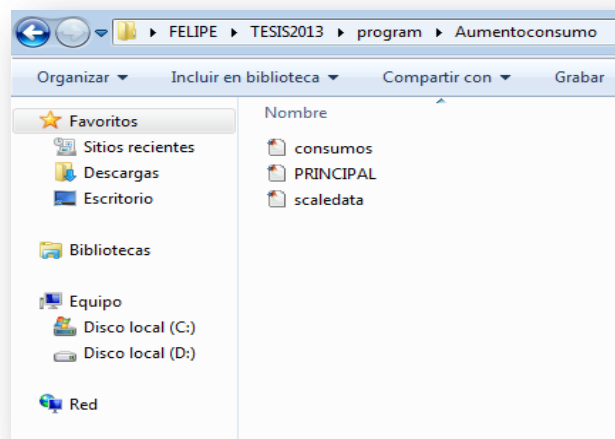 FELIPE ▸ TESIS2013 ▸ program ▸ Aumentoconsumo
Organizar Incluir en biblioteca Compartir con Grabar
Favoritos
Sitios recientes
Descargas
Escritorio
Bibliotecas
Equipo
Disco local (C:)
Disco local (D:)
Red
Nombre
consumos
PRINCIPAL
scaledata